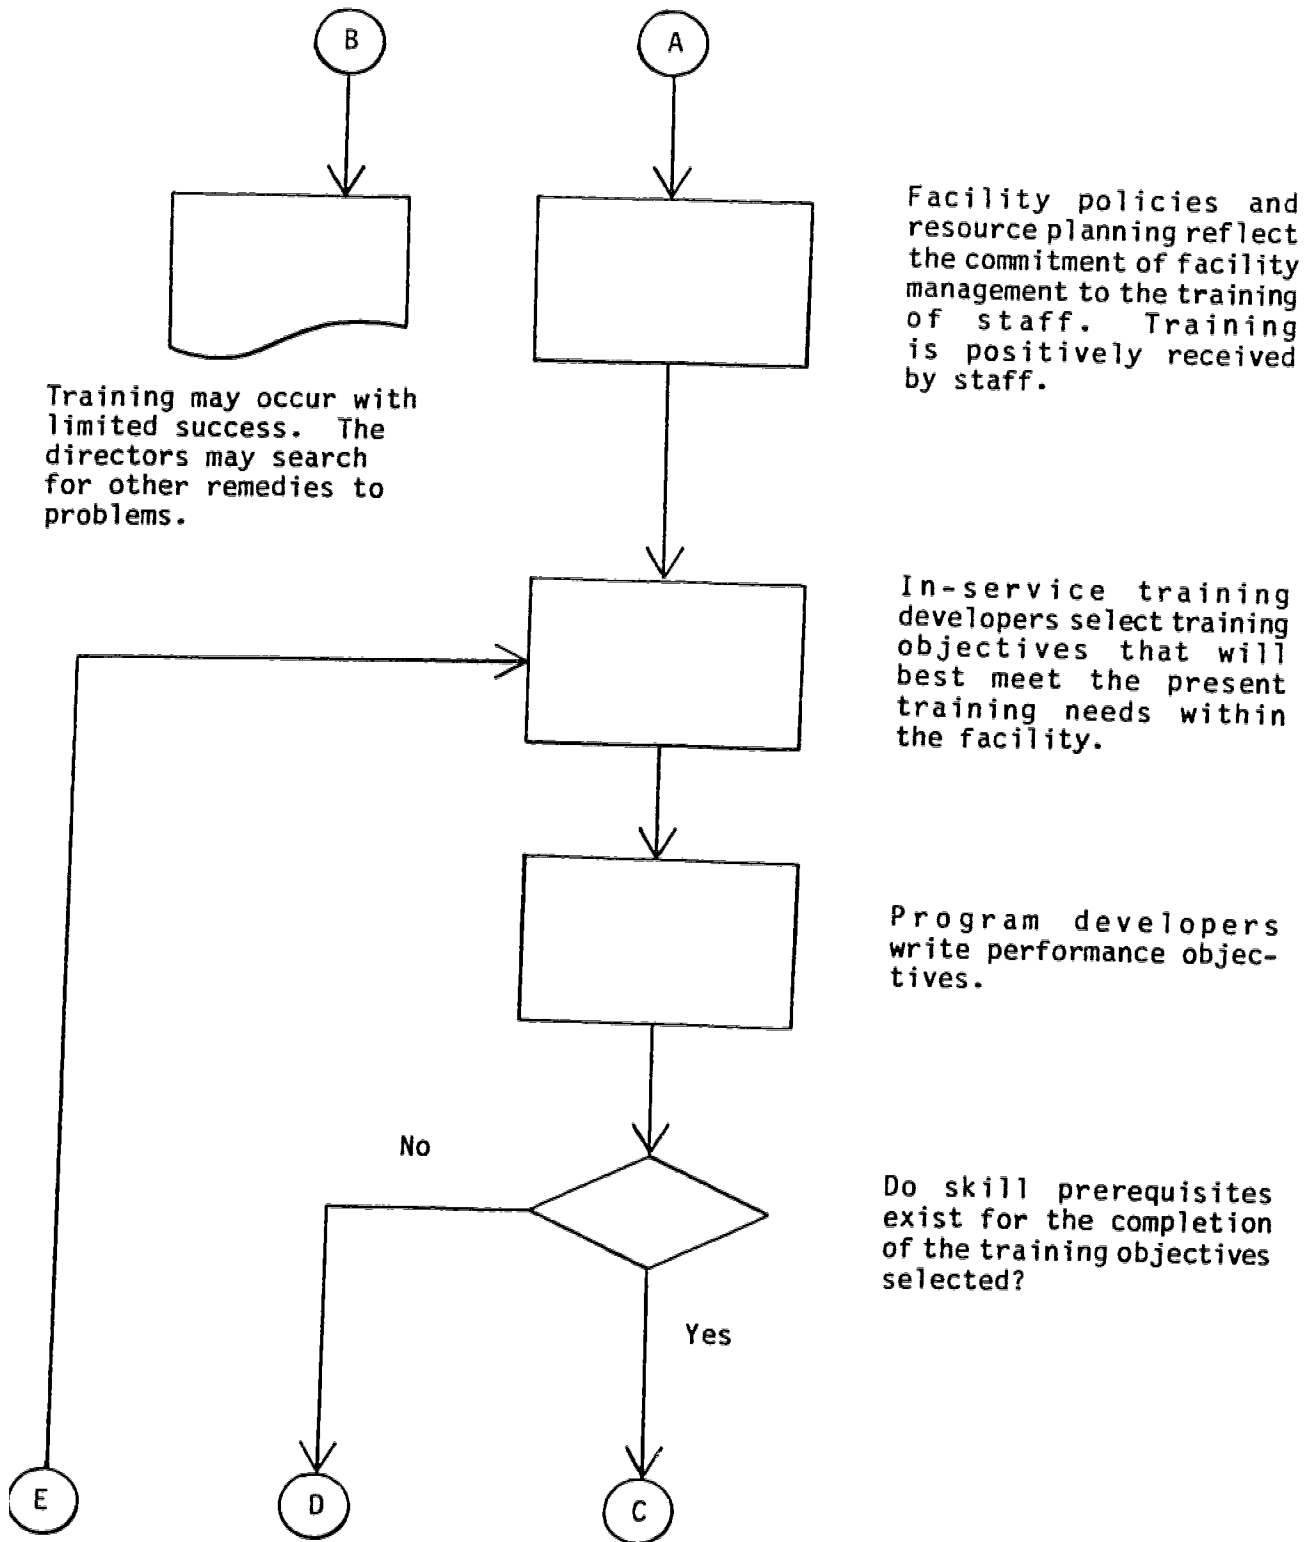 B
A
Facility policies and
resource planning reflect
the commitment of facility
management to the training
of staff. Training
is positively received
by staff.
Training may occur with
limited success. The
directors may search
for other remedies to
problems.
In-service training
developers select training
objectives that will
best meet the present
training needs within
the facility.
Program developers
write performance objec-
tives.
No
Do skill prerequisites
exist for the completion
of the training objectives
selected?
Yes
E
D
C